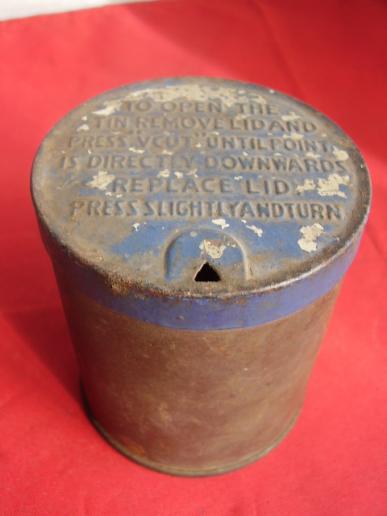 TO OPEN THE
TIN REMOVE LID AND
PRESS 'V CUT' UNTIL POINT
IS DIRECTLY DOWNWARDS
REPLACE LID
PRESS SLIGHTLY AND TURN